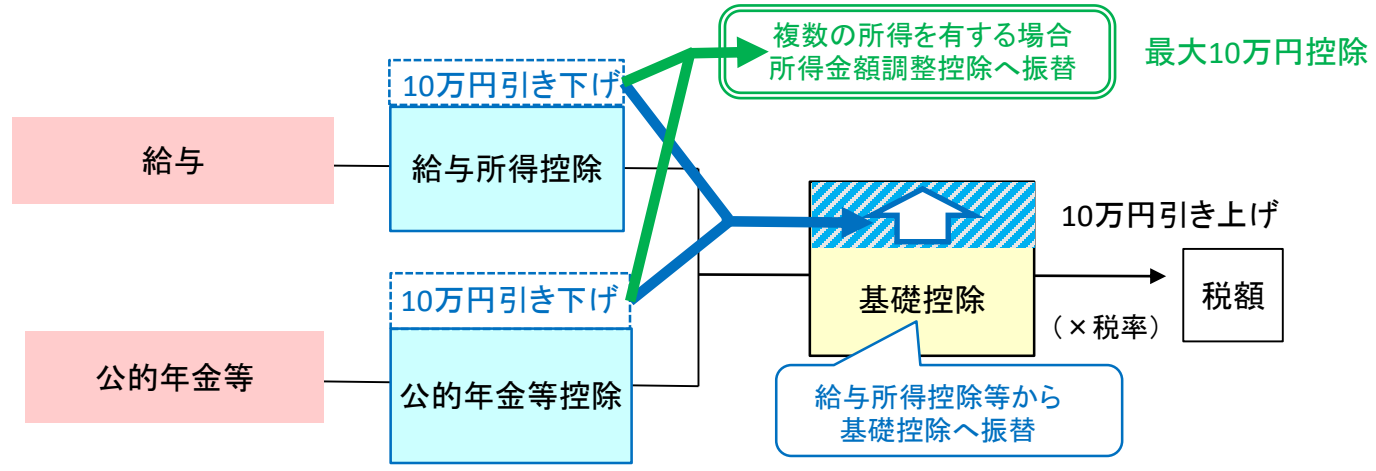 複数の所得を有する場合
所得金額調整控除へ振替
最大10万円控除
10万円引き下げ
給与
給与所得控除
10万円引き上げ
10万円引き下げ
基礎控除
税額
（×税率）
公的年金等
公的年金等控除
給与所得控除等から
基礎控除へ振替